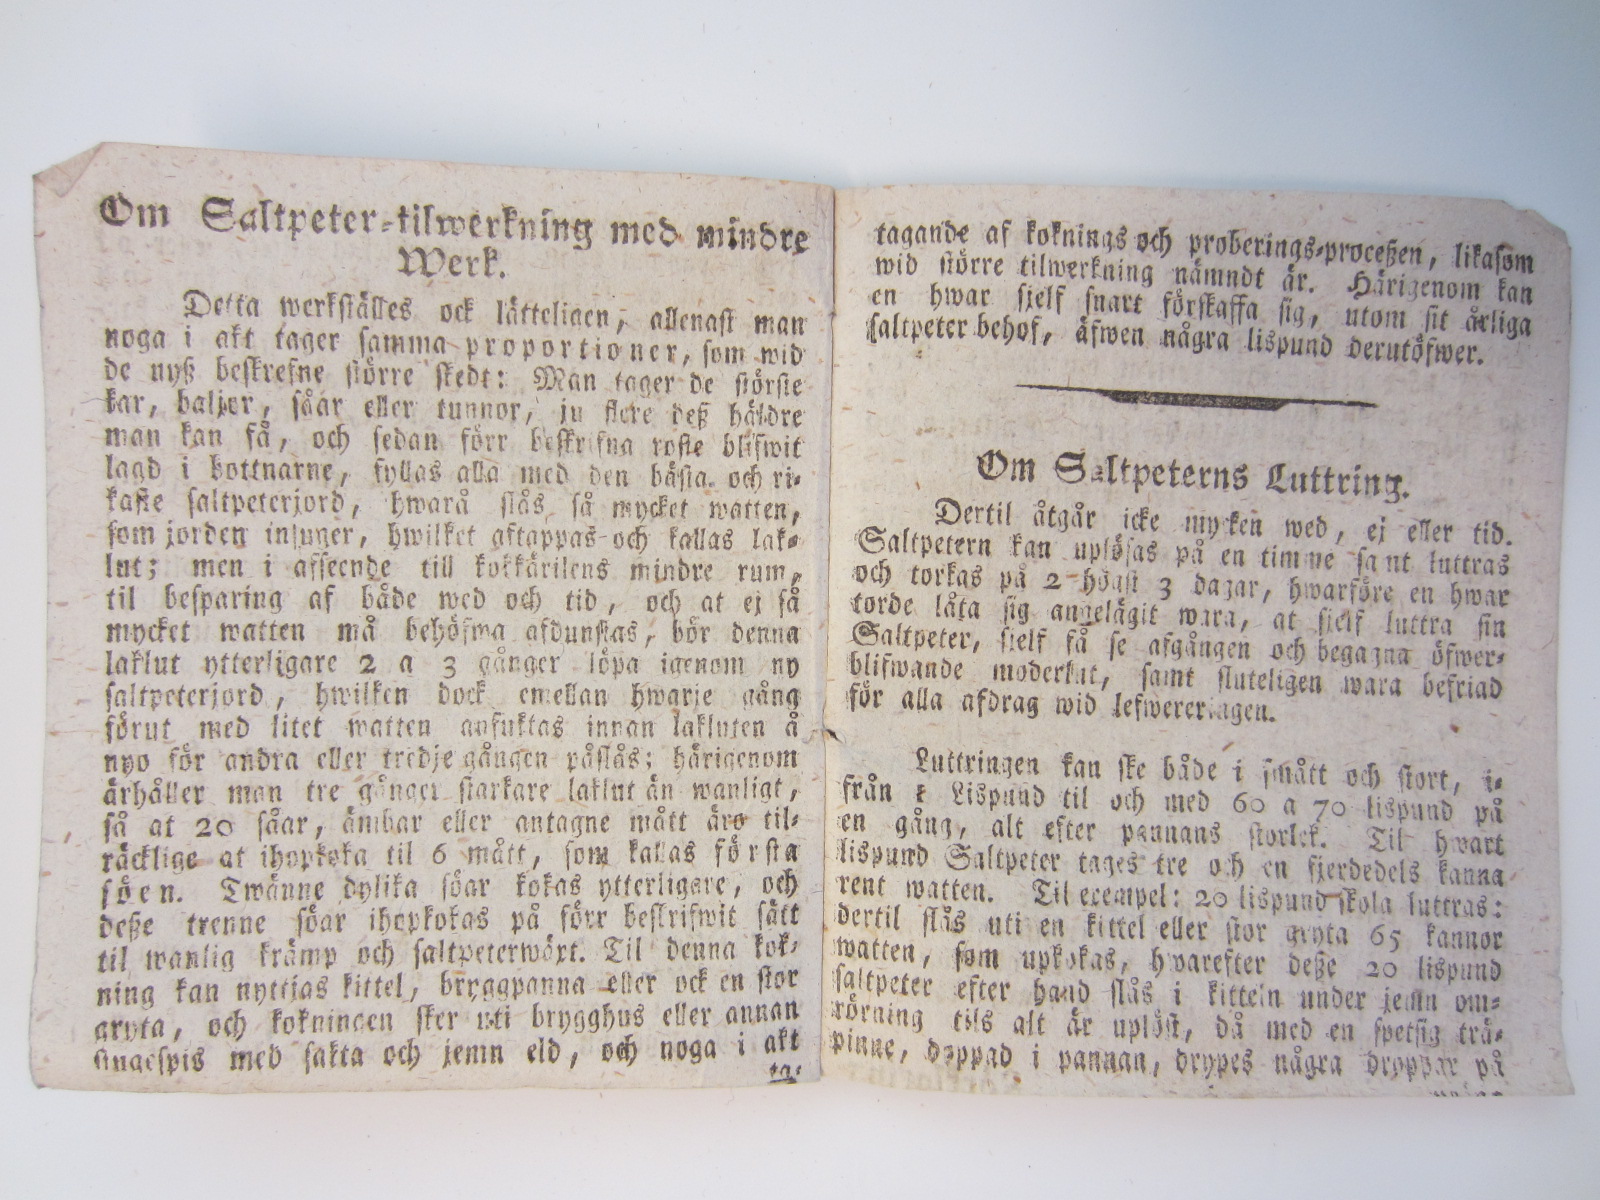 Om Saltpeter-tilwerkning med mindre
Werk.
Detta werkställes ock lätteligen, allenast man
noga i akt tager samma proportioner, som wid
de nyß beskrefne större skedt: Man tager de störste
kar, baljor, såar eller tunnor, ju flere deß häldre
man kan få, och sedan förr beskrifna roste blifwit
lagd i bottnarne, fyllas alla med den bästa och ri-
kaste saltpeterjord, hwarå slås så mycket watten,
som jorden insuger, hwilket aftappas och kallas lak-
lut; men i afseende till kokkärilens mindre rum,
til besparing af både wed och tid, och at ej så
mycket watten må behöfwa afdunstas, bör denna
laklut ytterligare 2 a 3 gånger löpa igenom ny
saltpeterjord, hwilken dock emellan hwarje gång
förut med litet watten anfuktas innan lakluten å
nyo för andra eller tredje gången påslås; härigenom
ärhåller man tre gånger starkare laklut än wanligt,
så at 20 såar, ämbar eller antagne mått äro til-
räcklige at ihopkoka til 6 mått, som kallas första
söen. Twänne dylika söar kokas ytterligare, och
deße trenne söar ihopkokas på förr beskrifwit sätt
til wanlig krämp och saltpeterwäxt. Til denna kok-
ning kan nyttjas kittel, bryggpanna eller ock en stor
gryta, och kokningen sker uti brygghus eller annan
ungespis med sakta och jemn eld, och noga i akt
ta-
tagande af koknings och proberings-proceßen, likasom
wid större tilwerkning nämndt är. Härigenom kan
en hwar sjelf snart förskaffa sig, utom sit årliga
saltpeter behof, äfwen några lispund derutöfwer.
Om Saltpeterns Luttring.
Dertil åtgår icke mycken wed, ej eller tid.
Saltpetern kan uplösas på en timme samt luttras
och torkas på 2 högst 3 dagar, hwarföre en hwar
torde låta sig angelägit wara, at sjelf luttra sin
Saltpeter, sjelf få se afgången och begagna öfwer-
blifwande moderlut, samt sluteligen wara befriad
för alla afdrag wid lefwereringen.
Luttringen kan ske både i smått och stort, i-
från 1 Lispund til och med 60 a 70 lispund på
en gång, alt efter pannans storlek. Til hwart
lispund Saltpeter tages tre och en fjerdedels kanna
rent watten. Til exempel: 20 lispund skola luttras:
dertil slås uti en kittel eller stor gryta 65 kannor
watten, som upkokas, hwarefter deße 20 lispund
saltpeter efter hand slås i kitteln under jemn om-
rörning tils alt är uplöst, då med en spetsig trä-
pinne, doppad i pannan, drypes några droppar på